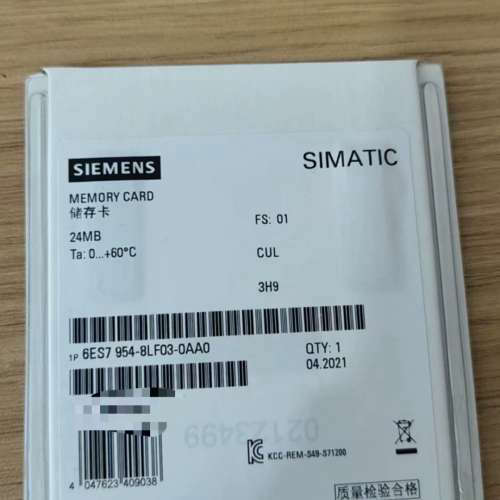 SIEMENS
SIMATIC
MEMORY CARD
储存卡
24MB
Ta: 0...+60°C
FS: 01
CUL
3H9
1P 6ES7 954-8LF03-0AA0
QTY: 1
04.2021
02123499
KCC-REM-S49-S71200
4 047623 409038
质量检验合格